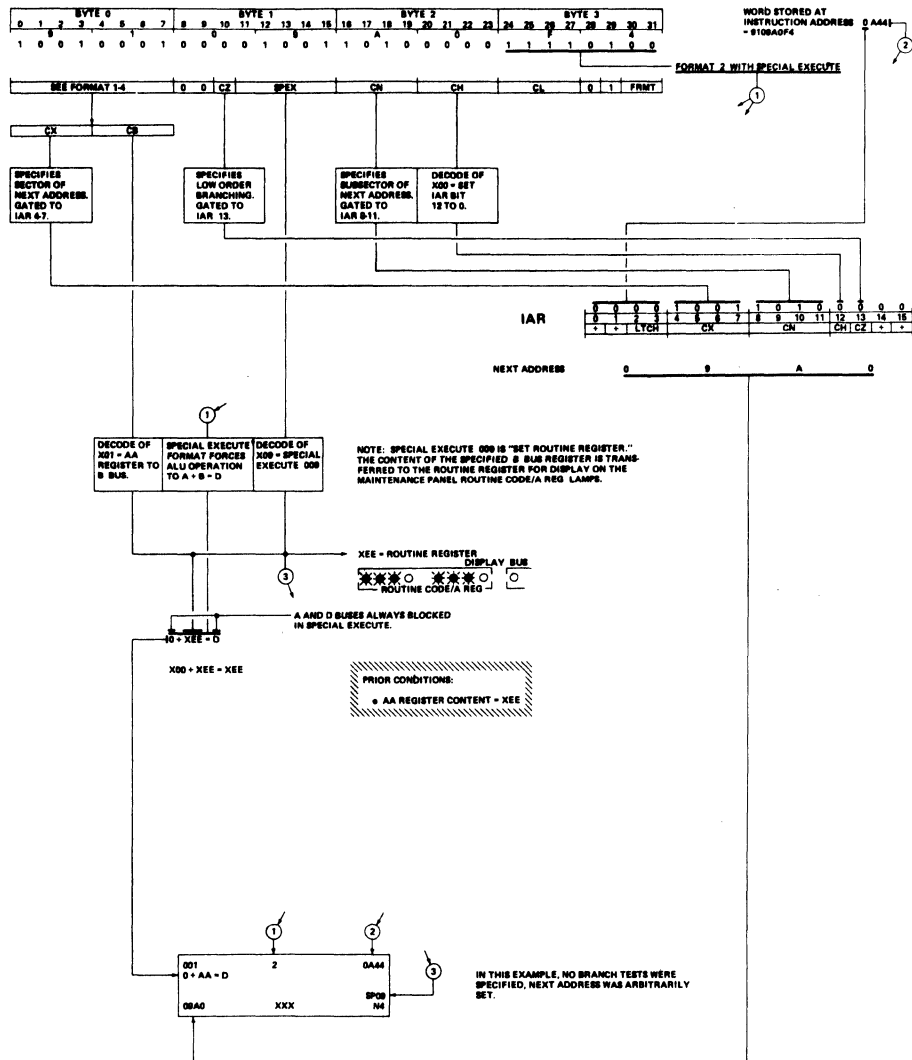 BYTE 0 BYTE 1 BYTE 2 BYTE 3
0 1 2 3 4 5 6 7 8 9 10 11 12 13 14 15 16 17 18 19 20 21 22 23 24 25 26 27 28 29 30 31
9 1 0 9 A 0 F 4
1 0 0 1 0 0 0 1 0 0 0 0 1 0 0 1 1 0 1 0 0 0 0 0 1 1 1 1 0 1 0 0
WORD STORED AT
INSTRUCTION ADDRESS 0 A44
= 9109A0F4
2
FORMAT 2 WITH SPECIAL EXECUTE
1
SEE FORMAT 1-4 0 0 CZ SPEX CN CH CL 0 1 FRMT
CX CB
SPECIFIES
SECTOR OF
NEXT ADDRESS.
GATED TO
IAR 4-7.
SPECIFIES
LOW ORDER
BRANCHING.
GATED TO
IAR 13.
SPECIFIES
SUBSECTOR OF
NEXT ADDRESS.
GATED TO
IAR 8-11.
DECODE OF
X00 = SET
IAR BIT
12 TO 0.
IAR
0 0 0 0 1 0 0 1 1 0 1 0 0 0 0 0
0 1 2 3 4 5 6 7 8 9 10 11 12 13 14 15
+ + LTCH CX CN CH CZ + +
NEXT ADDRESS 0 9 A 0
1
DECODE OF
X01 = AA
REGISTER TO
B BUS.
SPECIAL EXECUTE
FORMAT FORCES
ALU OPERATION
TO A + B = D
DECODE OF
X09 = SPECIAL
EXECUTE 009
NOTE: SPECIAL EXECUTE 009 IS "SET ROUTINE REGISTER."
THE CONTENT OF THE SPECIFIED B BUS REGISTER IS TRANS-
FERRED TO THE ROUTINE REGISTER FOR DISPLAY ON THE
MAINTENANCE PANEL ROUTINE CODE/A REG LAMPS.
XEE = ROUTINE REGISTER
DISPLAY BUS
ROUTINE CODE/A REG
3
A AND D BUSES ALWAYS BLOCKED
IN SPECIAL EXECUTE.
0 + XEE = D
X00 + XEE = XEE
PRIOR CONDITIONS:
AA REGISTER CONTENT = XEE
1
2
3
001 2 0A44
0 + AA = D
SP09
09A0 XXX N4
IN THIS EXAMPLE, NO BRANCH TESTS WERE
SPECIFIED, NEXT ADDRESS WAS ARBITRARILY
SET.